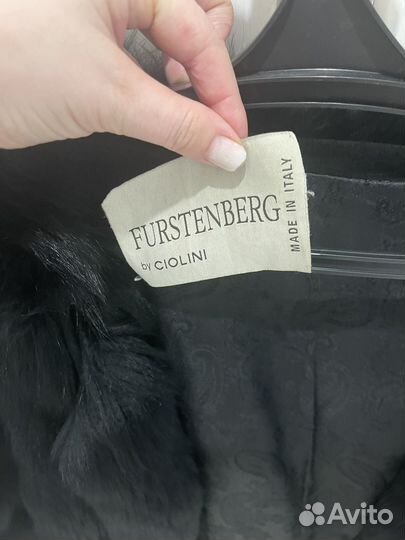 FURSTENBERG
by CIOLINI
MADE IN ITALY
Avito